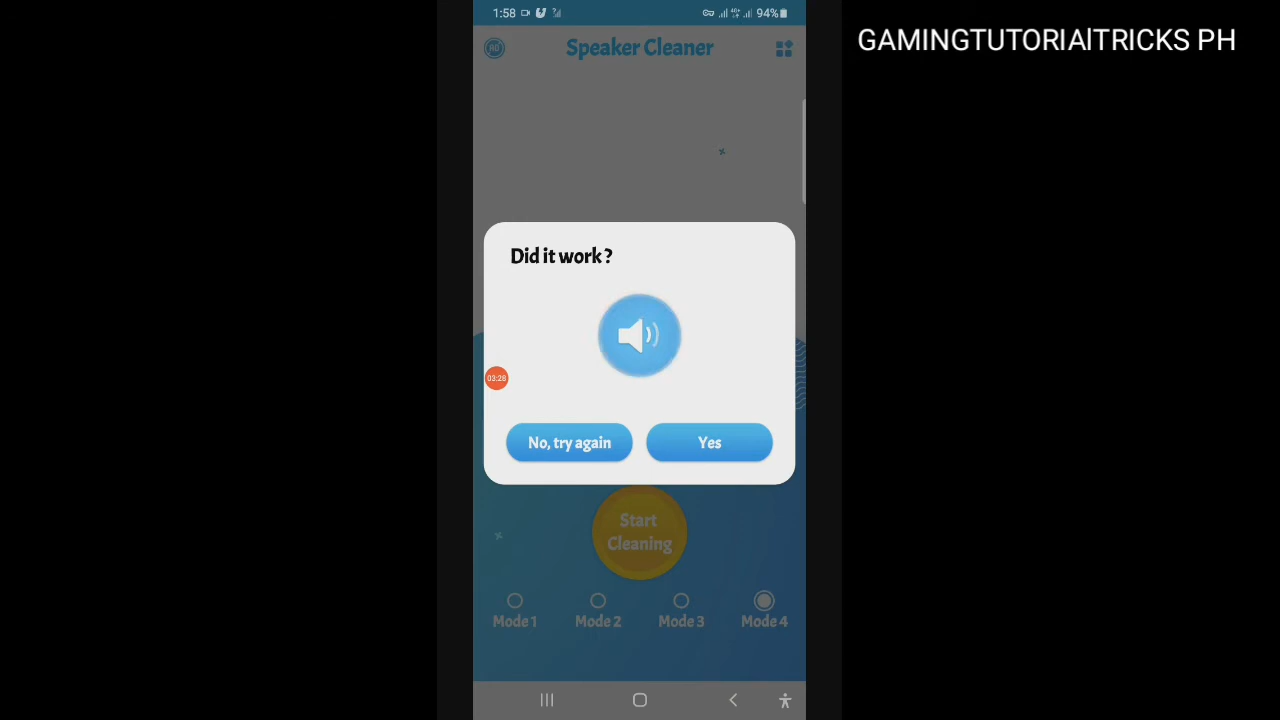 1:58 94%
GAMINGTUTORIAlTRICKS PH
AD Speaker Cleaner
Did it work ?
03:28
No, try again Yes
Start
Cleaning
Mode 1 Mode 2 Mode 3 Mode 4